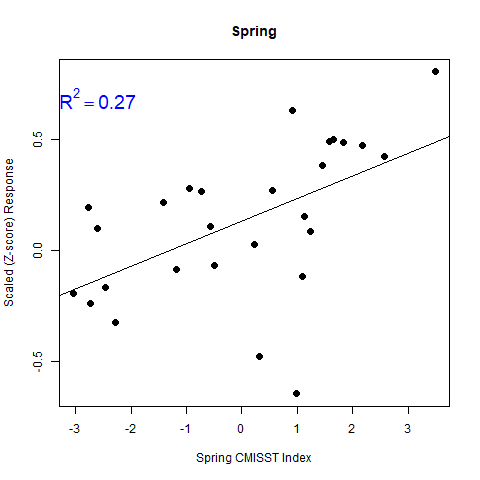 Spring
R² = 0.27
Scaled (Z-score) Response
0.5
0.0
-0.5
-3 -2 -1 0 1 2 3
Spring CMISST Index